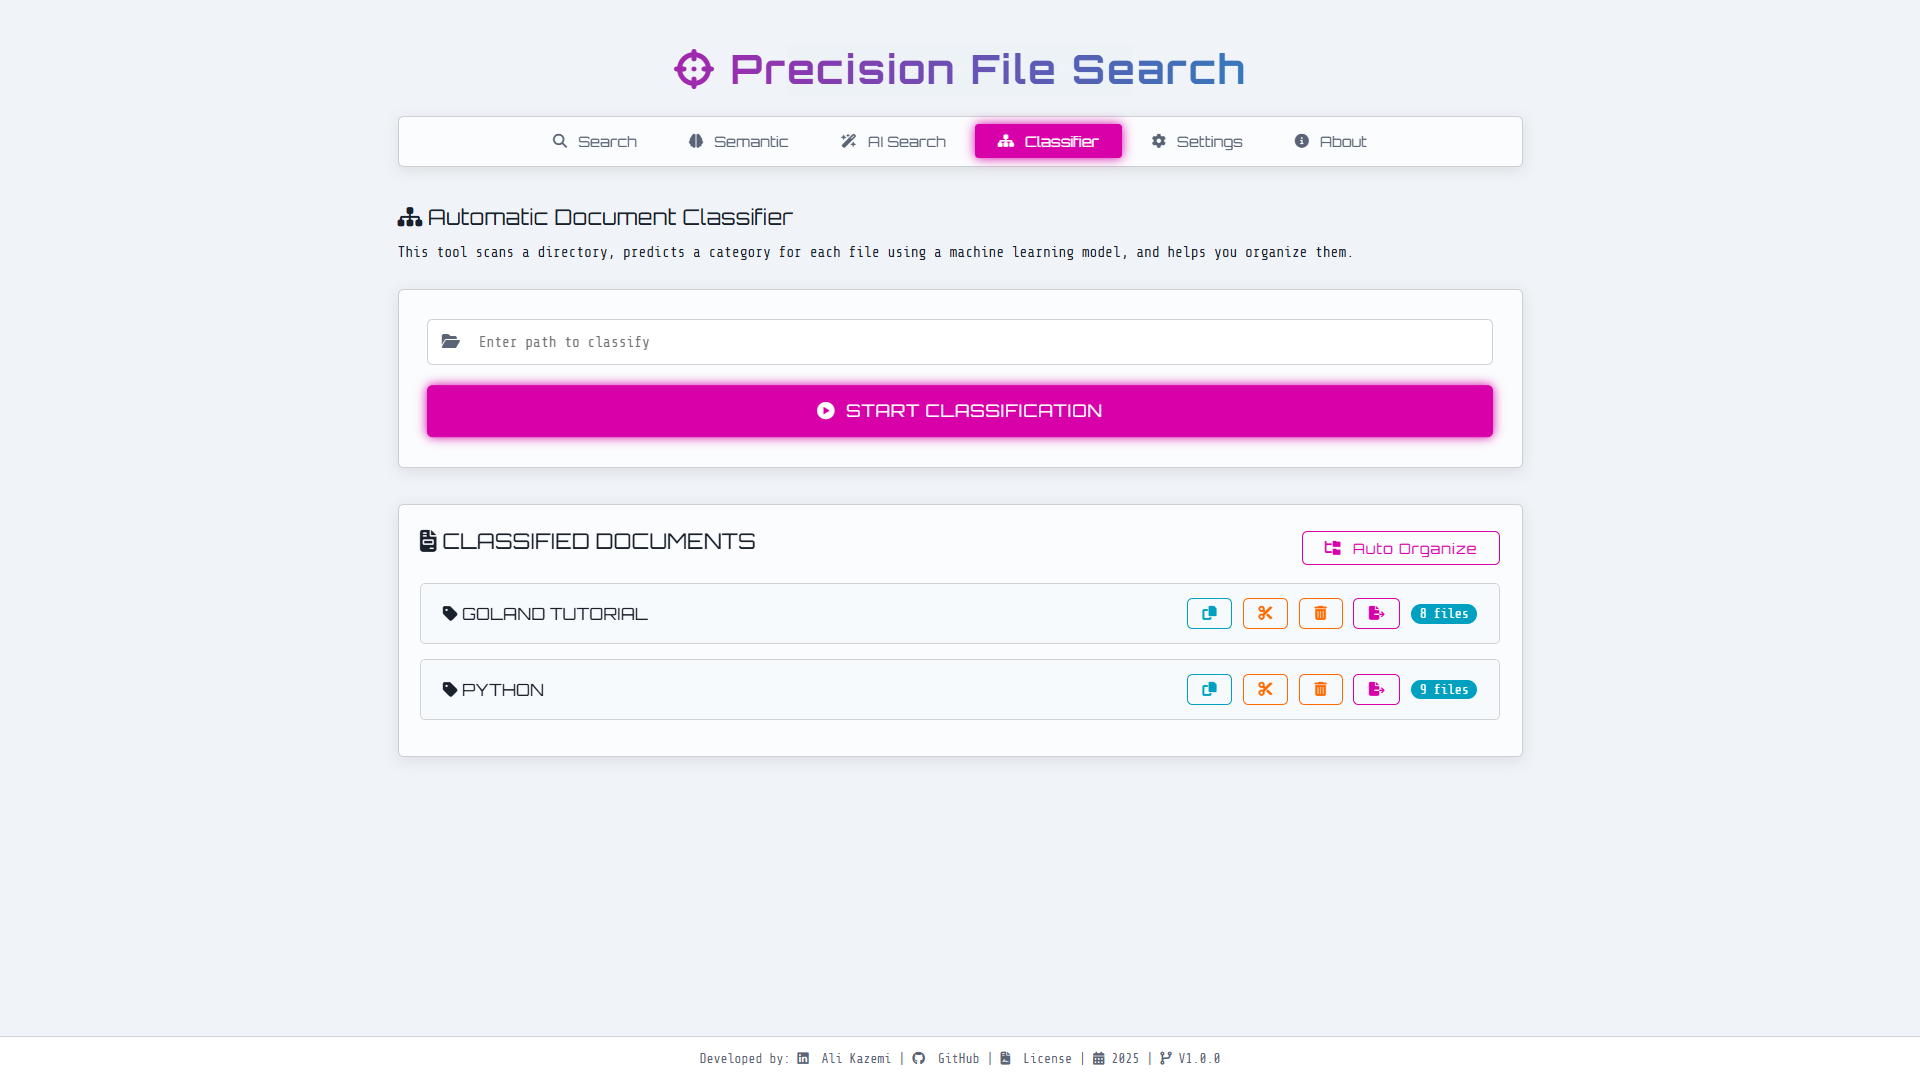 Precision File Search
Search Semantic AI Search Classifier Settings About
Automatic Document Classifier
This tool scans a directory, predicts a category for each file using a machine learning model, and helps you organize them.
Enter path to classify
START CLASSIFICATION
CLASSIFIED DOCUMENTS
Auto Organize
GOLAND TUTORIAL 8 files
PYTHON 9 files
Developed by: Ali Kazemi | GitHub | License | 2025 | V1.0.0